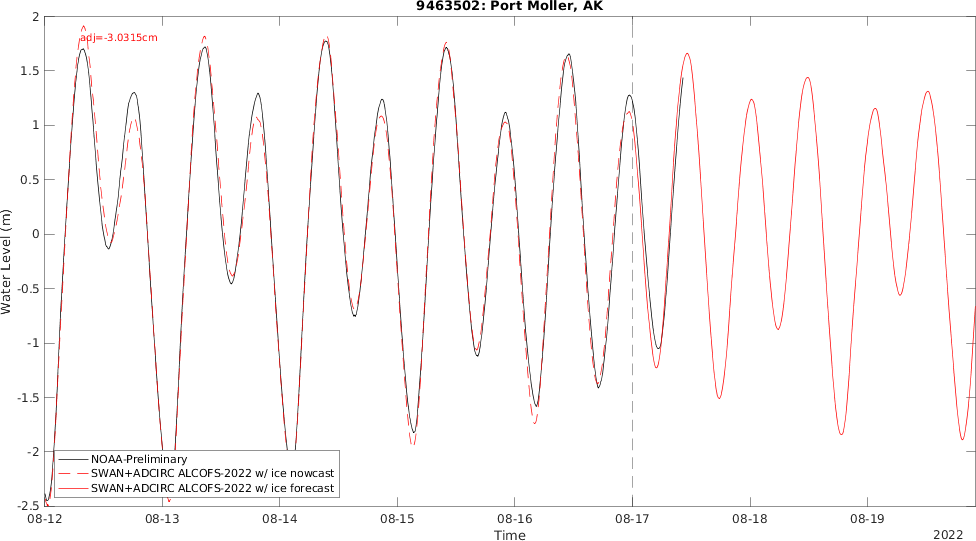 9463502: Port Moller, AK
adj=-3.0315cm
2
1.5
1
0.5
0
-0.5
-1
-1.5
-2
-2.5
Water Level (m)
NOAA-Preliminary
SWAN+ADCIRC ALCOFS-2022 w/ ice nowcast
SWAN+ADCIRC ALCOFS-2022 w/ ice forecast
08-12 08-13 08-14 08-15 08-16 08-17 08-18 08-19
Time
2022